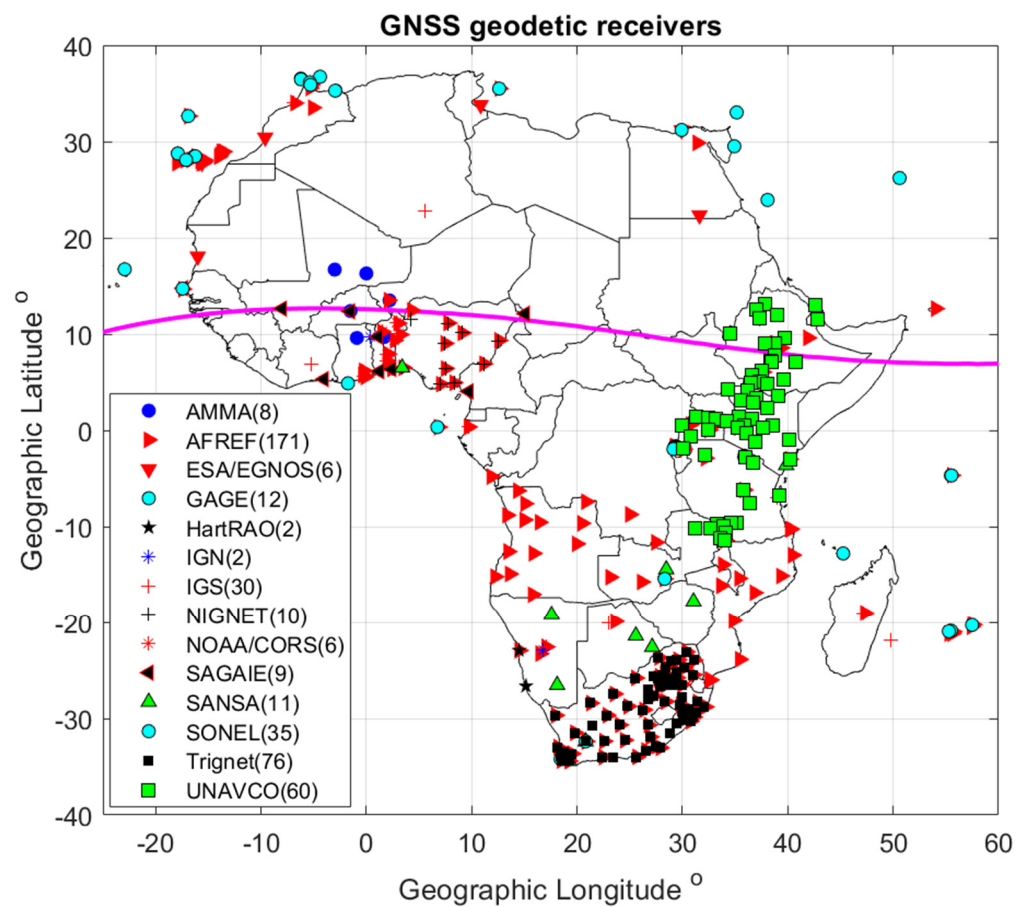 GNSS geodetic receivers
40
30
20
10
0
-10
-20
-30
-40
Geographic Latitude o
AMMA(8)
AFREF(171)
ESA/EGNOS(6)
GAGE(12)
HartRAO(2)
IGN(2)
IGS(30)
NIGNET(10)
NOAA/CORS(6)
SAGAIE(9)
SANSA(11)
SONEL(35)
Trignet(76)
UNAVCO(60)
-20 -10 0 10 20 30 40 50 60
Geographic Longitude o